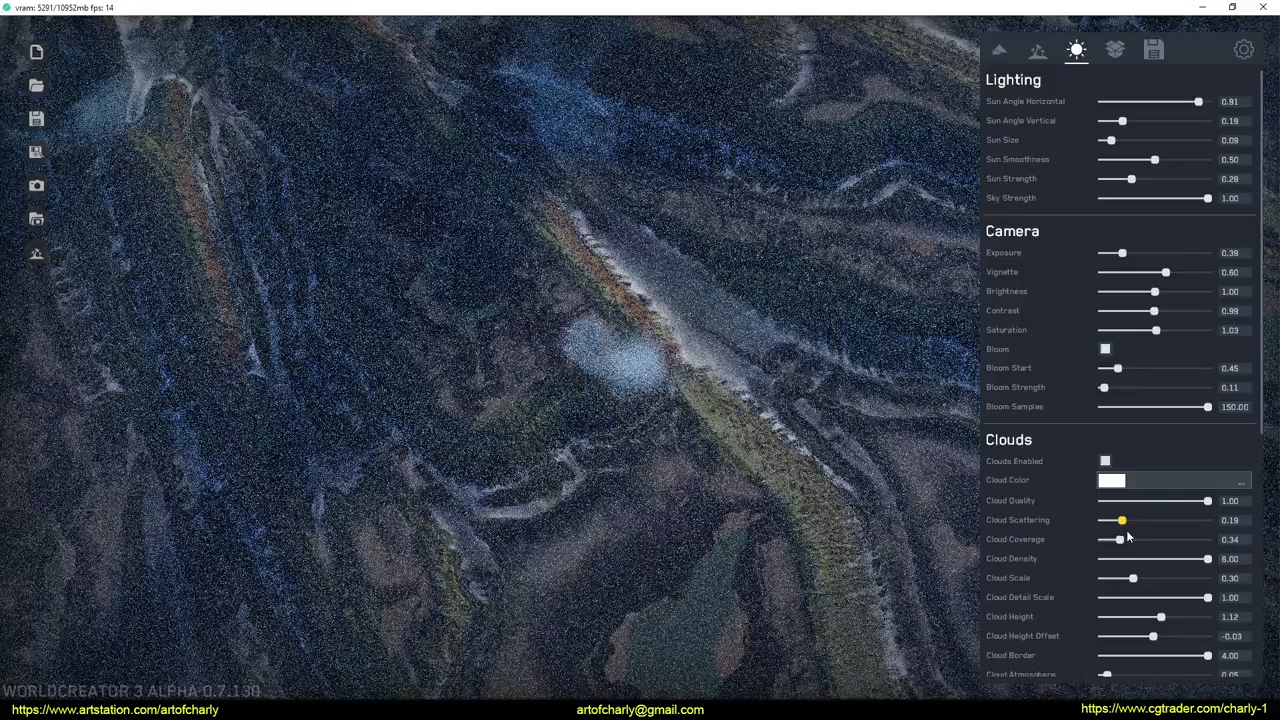 vram: 5291/10952mb fps: 14
Lighting
Sun Angle Horizontal 0.91
Sun Angle Vertical 0.19
Sun Size 0.09
Sun Smoothness 0.50
Sun Strength 0.28
Sky Strength 1.00
Camera
Exposure 0.39
Vignette 0.60
Brightness 1.00
Contrast 0.99
Saturation 1.03
Bloom
Bloom Start 0.45
Bloom Strength 0.11
Bloom Samples 150.00
Clouds
Clouds Enabled
Cloud Color ...
Cloud Quality 1.00
Cloud Scattering 0.19
Cloud Coverage 0.34
Cloud Density 6.00
Cloud Scale 0.30
Cloud Detail Scale 1.00
Cloud Height 1.12
Cloud Height Offset -0.03
Cloud Border 4.00
Cloud Atmosphere 0.05
WORLDCREATOR 3 ALPHA 0.7.130
https://www.artstation.com/artofcharly
artofcharly@gmail.com
https://www.cgtrader.com/charly-1